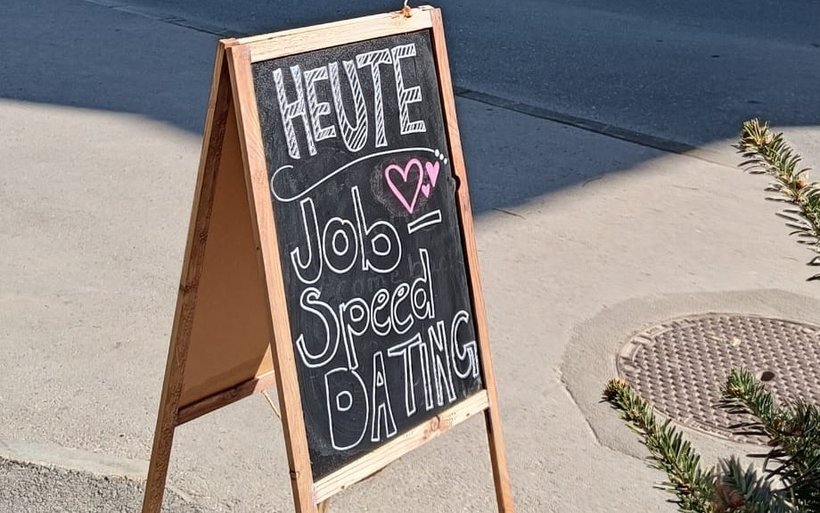 HEUTE
Job-
Speed
DATING